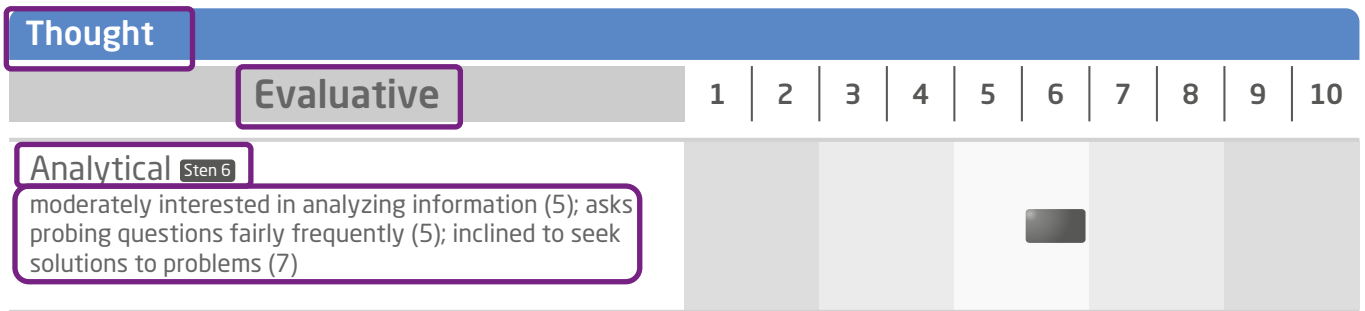 Thought
Evaluative 1 2 3 4 5 6 7 8 9 10
Analytical Sten 6
moderately interested in analyzing information (5); asks
probing questions fairly frequently (5); inclined to seek
solutions to problems (7)